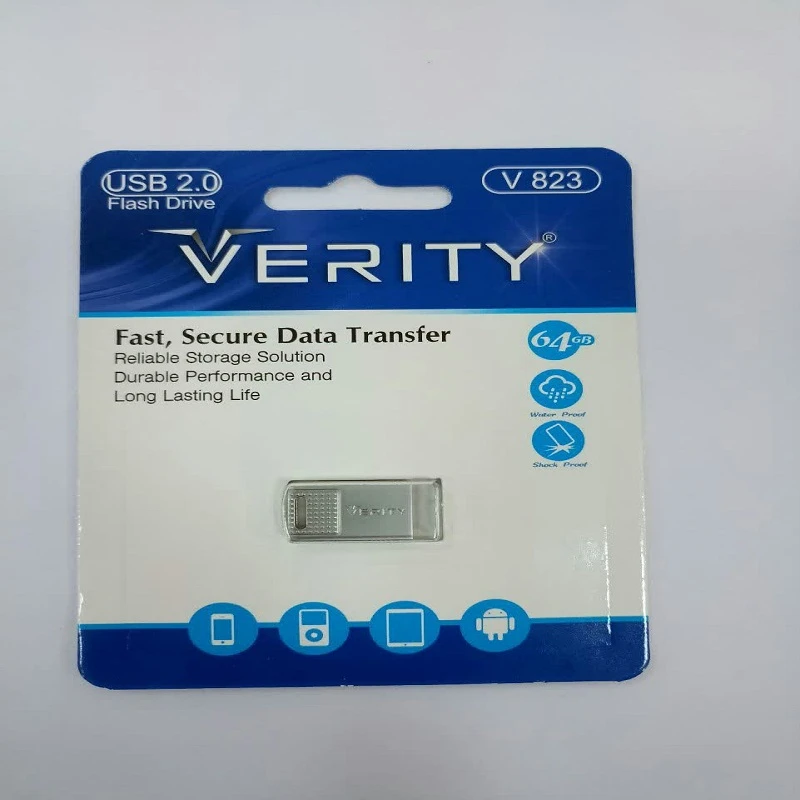 USB 2.0
Flash Drive
V 823
VERITY®
Fast, Secure Data Transfer
Reliable Storage Solution
Durable Performance and
Long Lasting Life
64GB
Water Proof
Shock Proof
VERITY